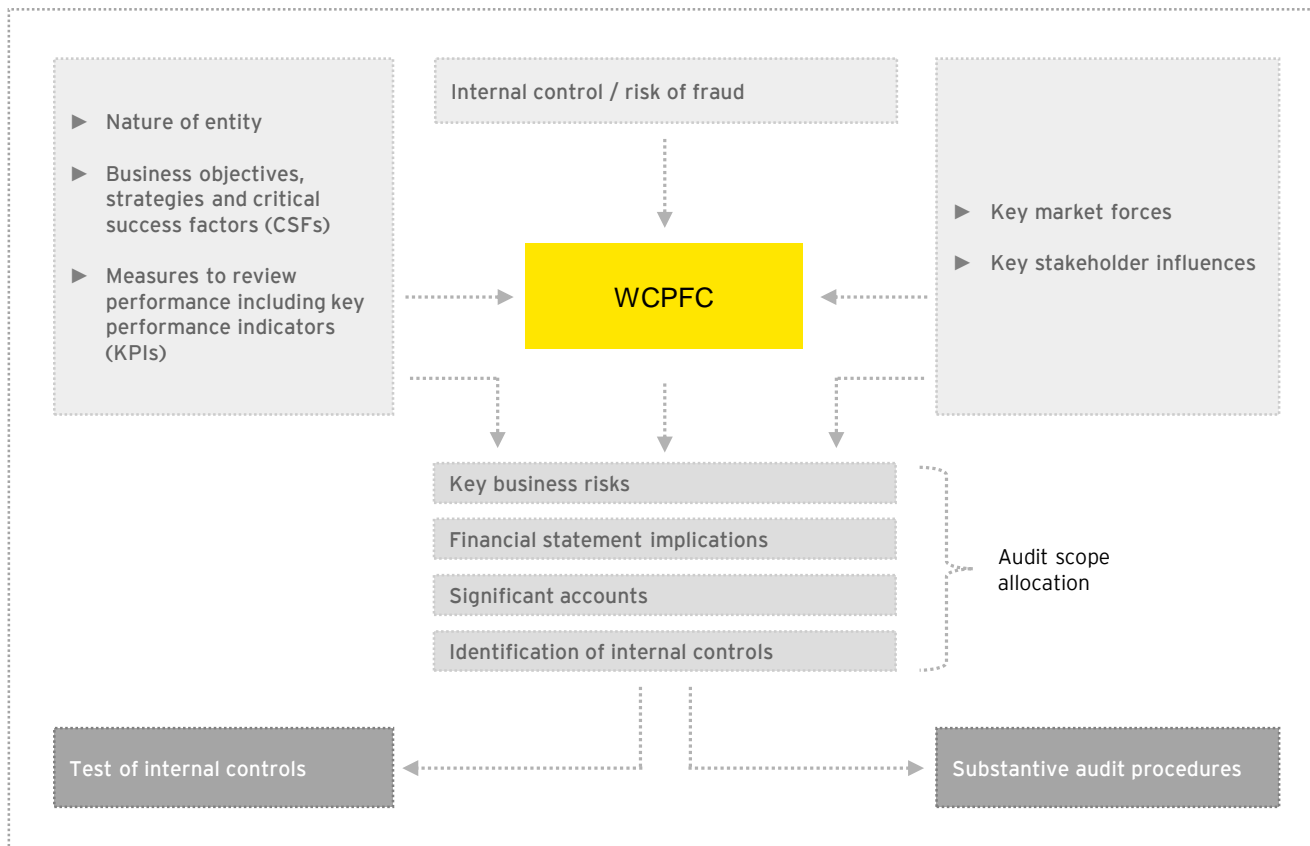 Internal control / risk of fraud
► Nature of entity
► Business objectives,
strategies and critical
success factors (CSFs)
► Measures to review
performance including key
performance indicators
(KPIs)
► Key market forces
► Key stakeholder influences
WCPFC
Key business risks
Financial statement implications
Significant accounts
Identification of internal controls
Audit scope
allocation
Test of internal controls
Substantive audit procedures